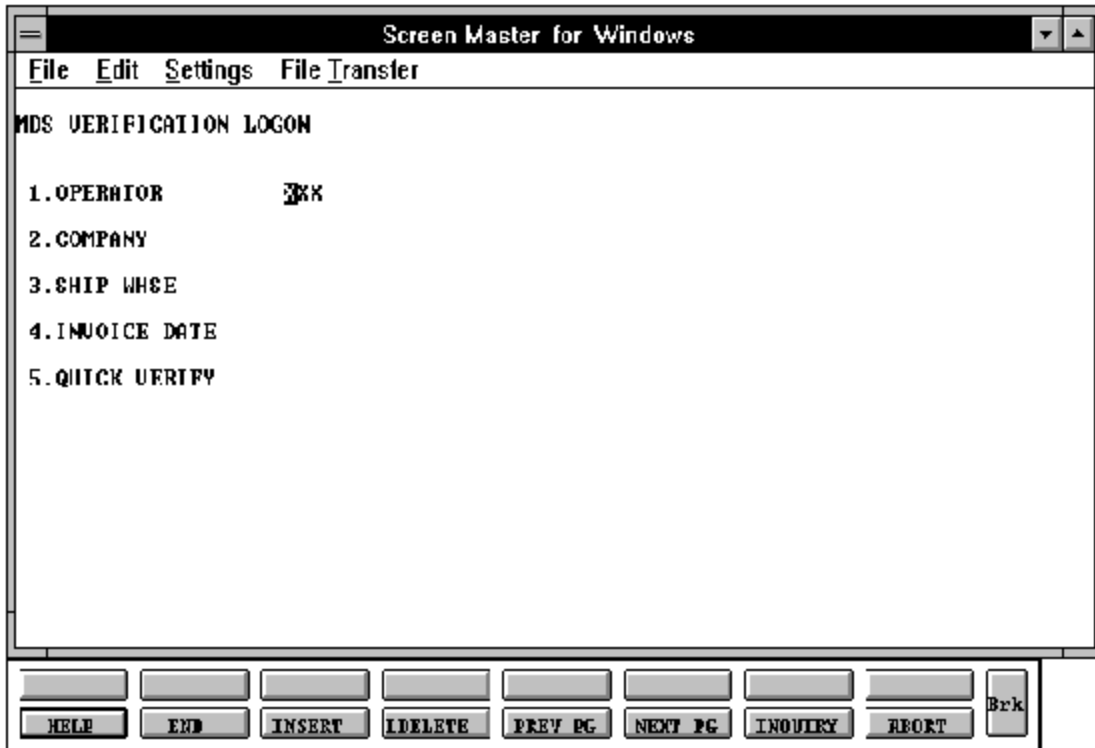 Screen Master for Windows
File Edit Settings File Transfer
MDS VERIFICATION LOGON
1.OPERATOR XXX
2.COMPANY
3.SHIP WHSE
4.INVOICE DATE
5.QUICK VERIFY
Brk
HELP END INSERT LDELETE PREV PG NEXT PG INQUIRY ABORT